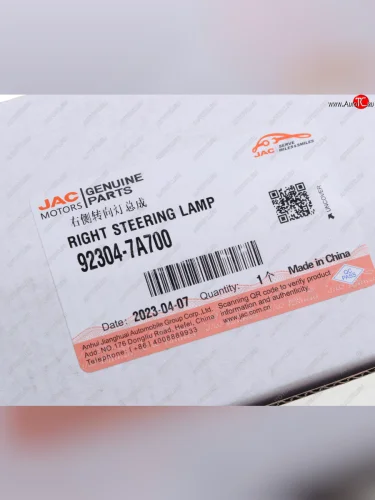 www.AutoTC.ru
JAC MOTORS GENUINE PARTS
JAC
右侧转向灯总成
RIGHT STEERING LAMP
92304-7A700
Date: 2023-04-07 Quantity: 1个 Made in China
Anhui Jianghuai Automobile Group Corp.,Ltd.
Add: NO.176 Dongliu Road, Hefei, China
Telephone:(+86)4008889933
Scanning QR code to verify product
information and authenticity.
www.jac.com.cn
QC
PASS
JAC